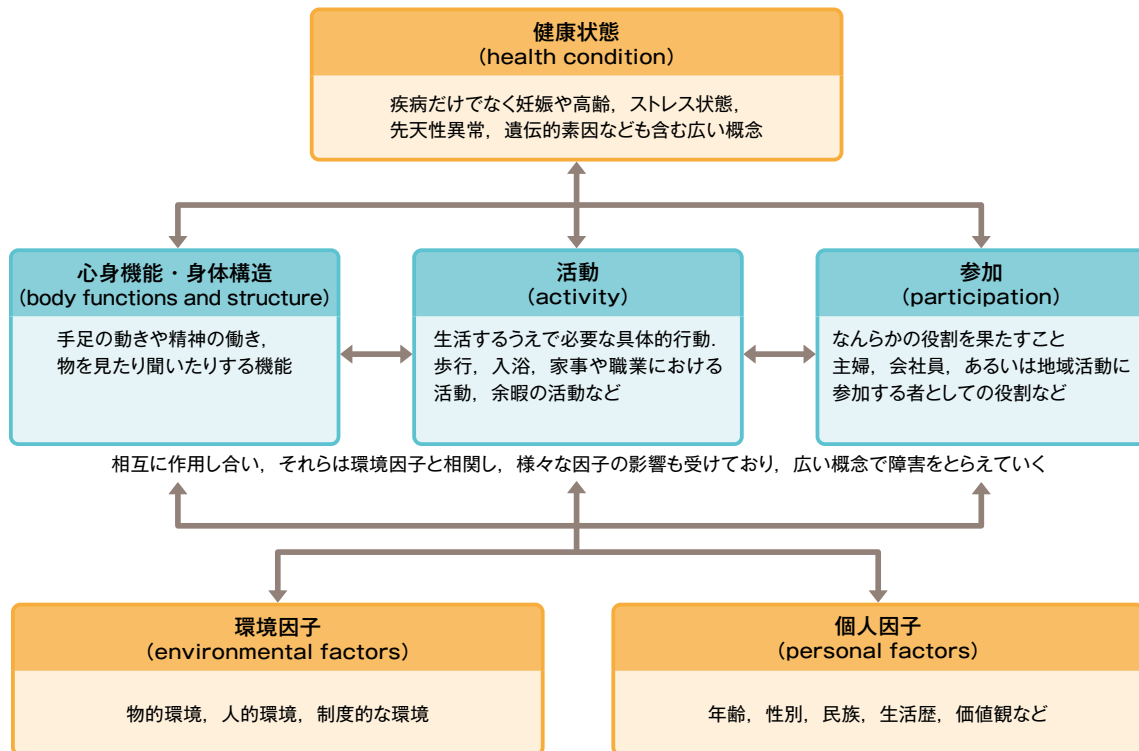 健康状態
(health condition)
疾病だけでなく妊娠や高齢，ストレス状態，
先天性異常，遺伝的素因なども含む広い概念
心身機能・身体構造
(body functions and structure)
手足の動きや精神の働き，
物を見たり聞いたりする機能
活動
(activity)
生活するうえで必要な具体的行動．
歩行，入浴，家事や職業における
活動，余暇の活動など
参加
(participation)
なんらかの役割を果たすこと
主婦，会社員，あるいは地域活動に
参加する者としての役割など
相互に作用し合い，それらは環境因子と相関し，様々な因子の影響も受けており，広い概念で障害をとらえていく
環境因子
(environmental factors)
物的環境，人的環境，制度的な環境
個人因子
(personal factors)
年齢，性別，民族，生活歴，価値観など